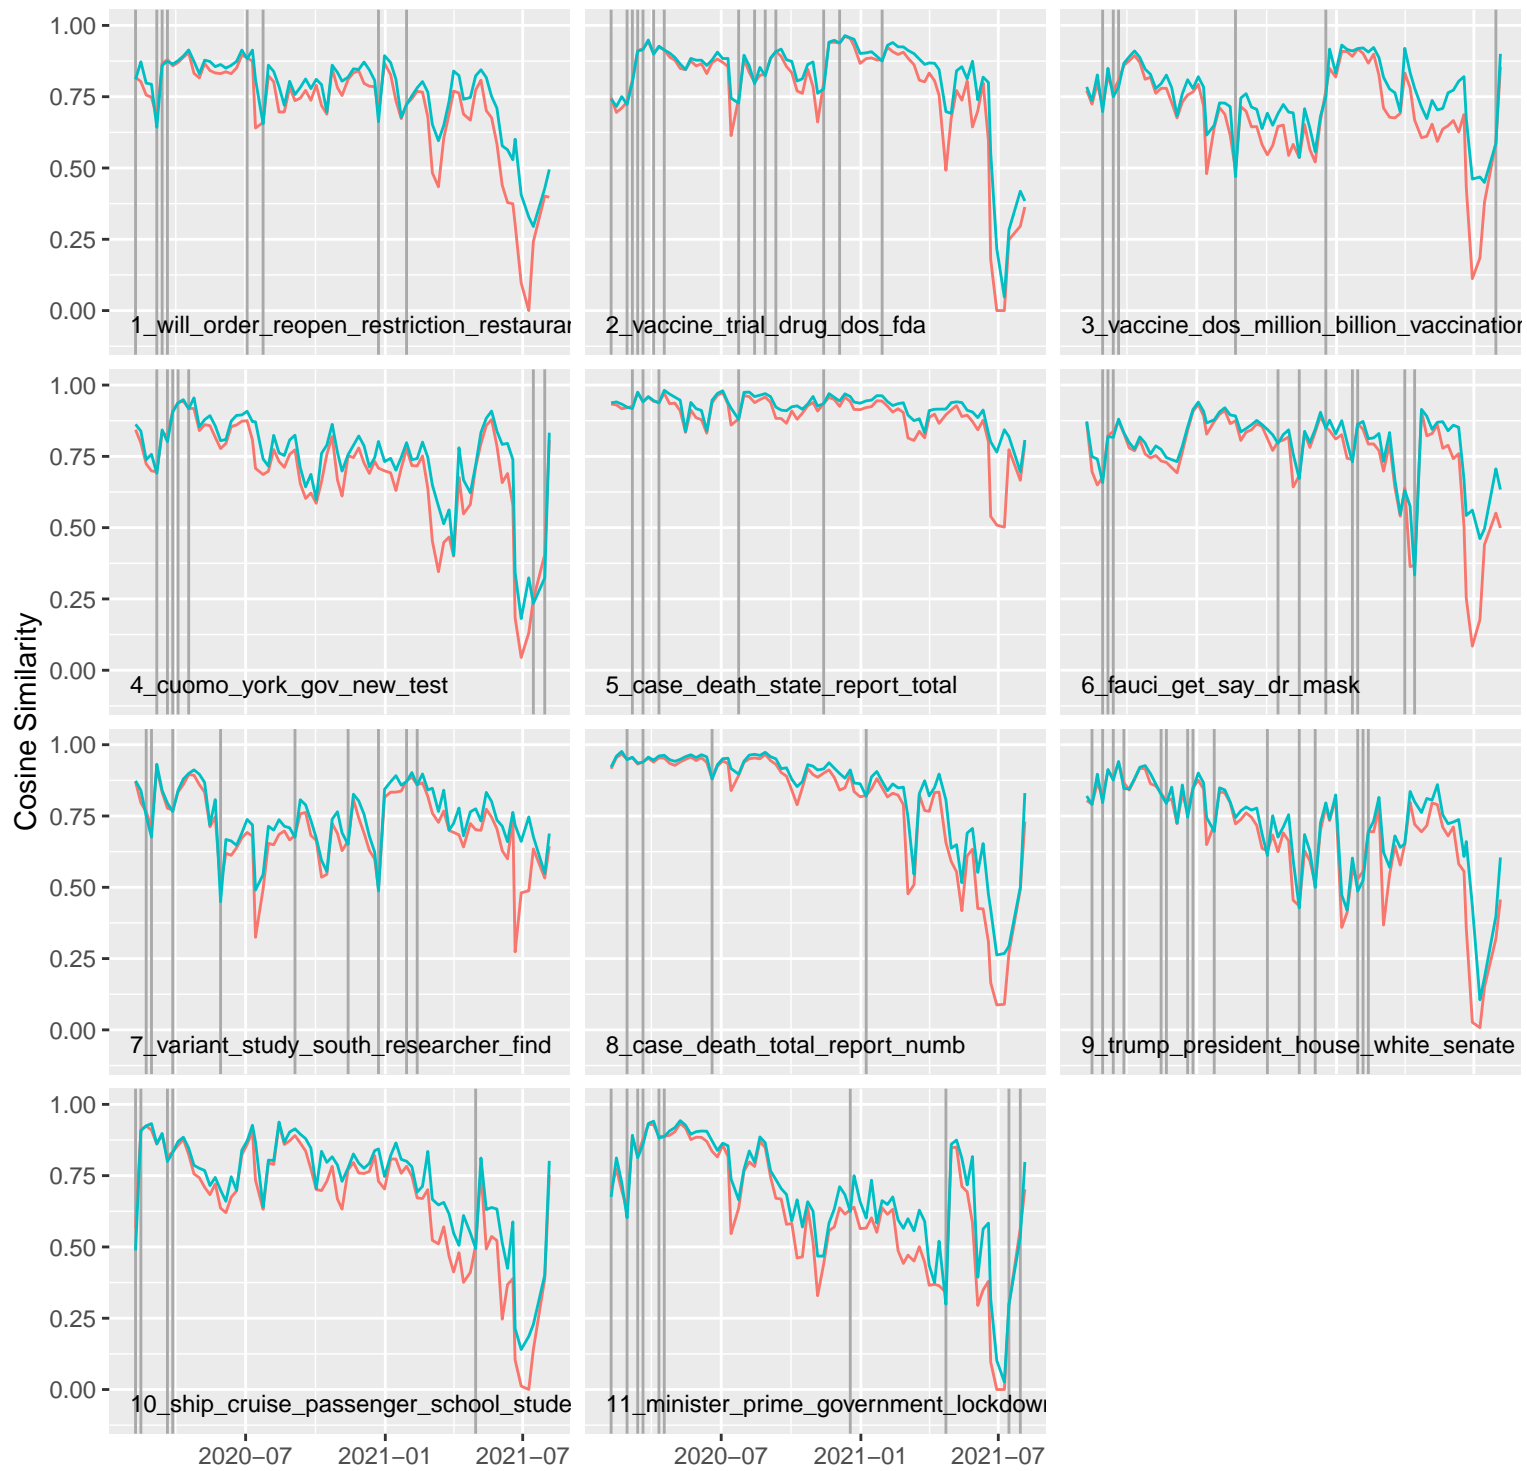 1.00
0.75
0.50
0.25
0.00
1_will_order_reopen_restriction_restauran
2_vaccine_trial_drug_dos_fda
3_vaccine_dos_million_billion_vaccination
1.00
0.75
0.50
0.25
0.00
4_cuomo_york_gov_new_test
5_case_death_state_report_total
6_fauci_get_say_dr_mask
Cosine Similarity
1.00
0.75
0.50
0.25
0.00
7_variant_study_south_researcher_find
8_case_death_total_report_numb
9_trump_president_house_white_senate
1.00
0.75
0.50
0.25
0.00
10_ship_cruise_passenger_school_stude
11_minister_prime_government_lockdown
2020−07
2021−01
2021−07
2020−07
2021−01
2021−07